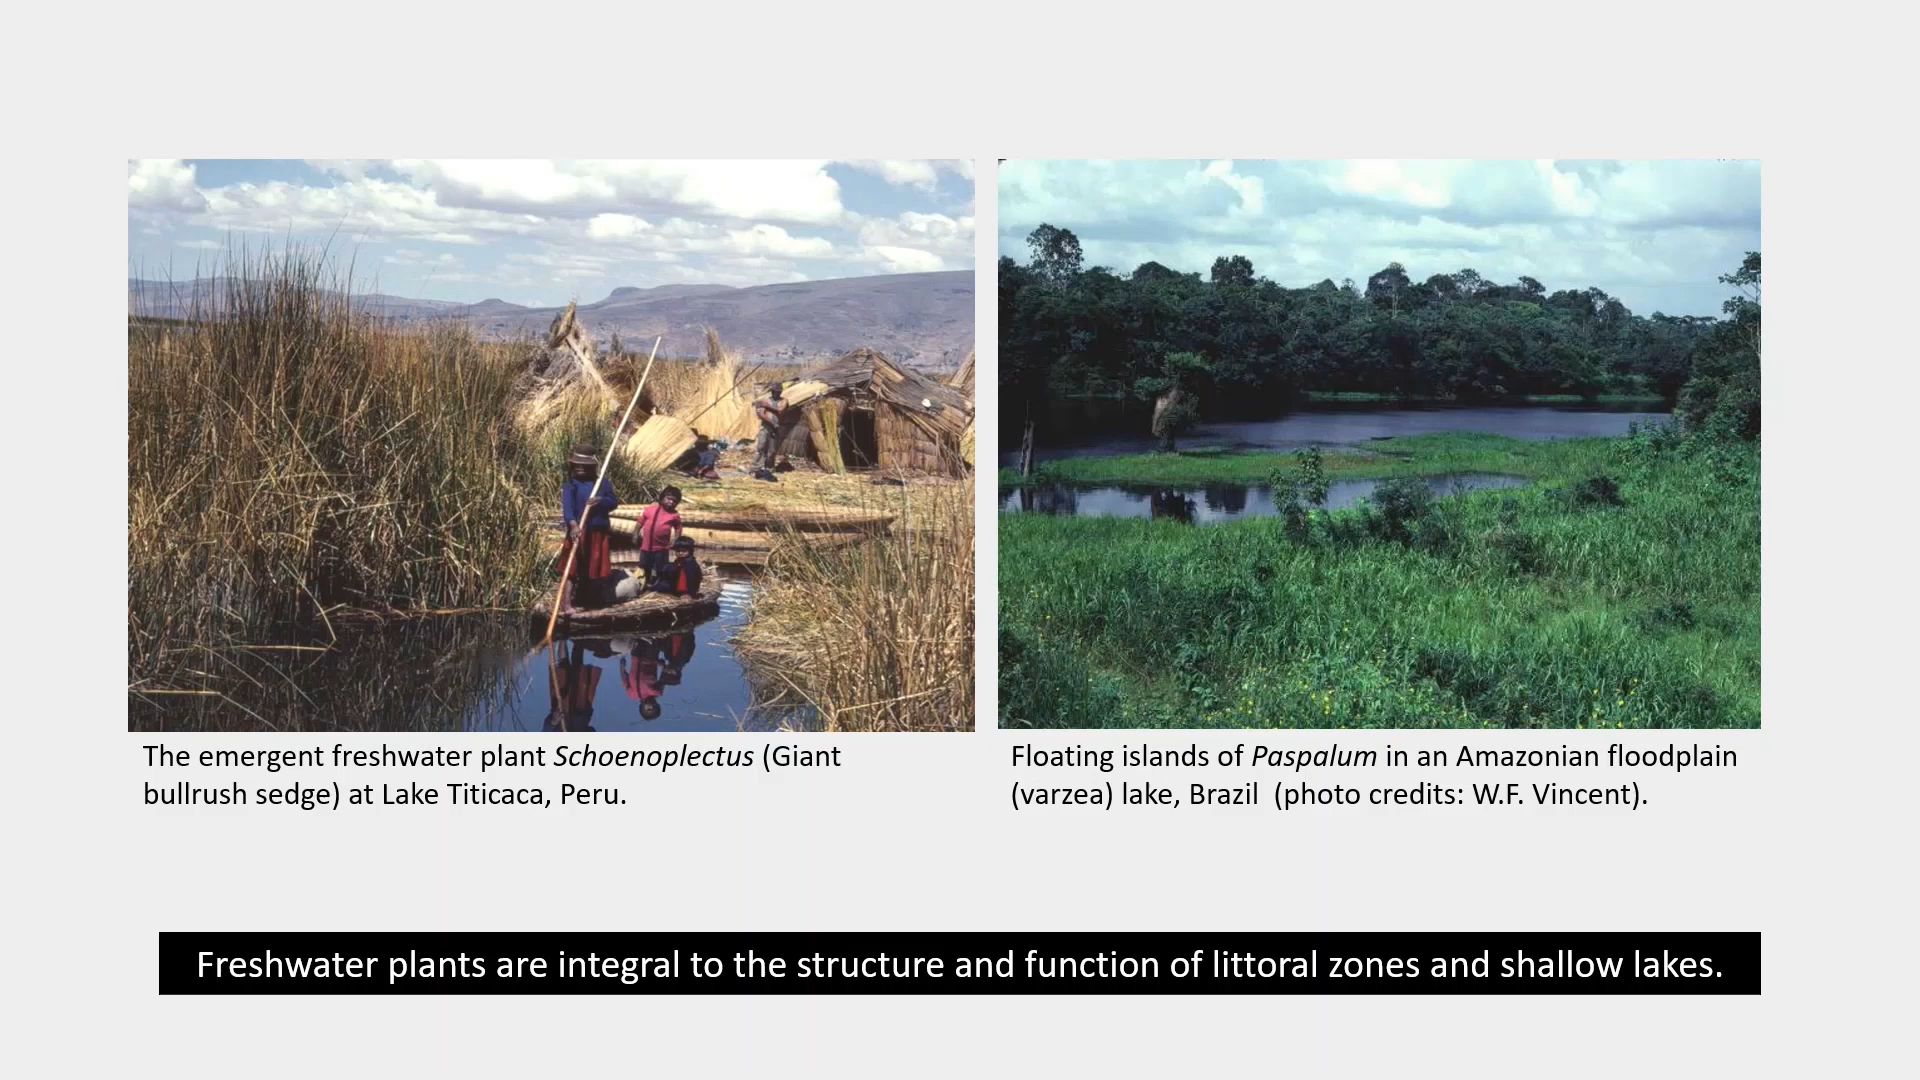 The emergent freshwater plant Schoenoplectus (Giant
bullrush sedge) at Lake Titicaca, Peru.
Floating islands of Paspalum in an Amazonian floodplain
(varzea) lake, Brazil  (photo credits: W.F. Vincent).
Freshwater plants are integral to the structure and function of littoral zones and shallow lakes.